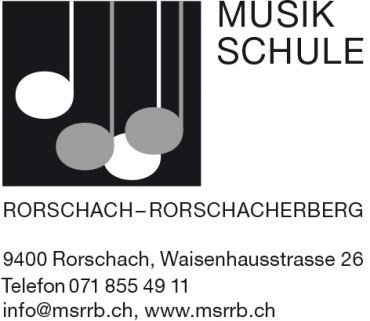 MUSIK
SCHULE
RORSCHACH–RORSCHACHERBERG
9400 Rorschach, Waisenhausstrasse 26
Telefon 071 855 49 11
info@msrrb.ch, www.msrrb.ch